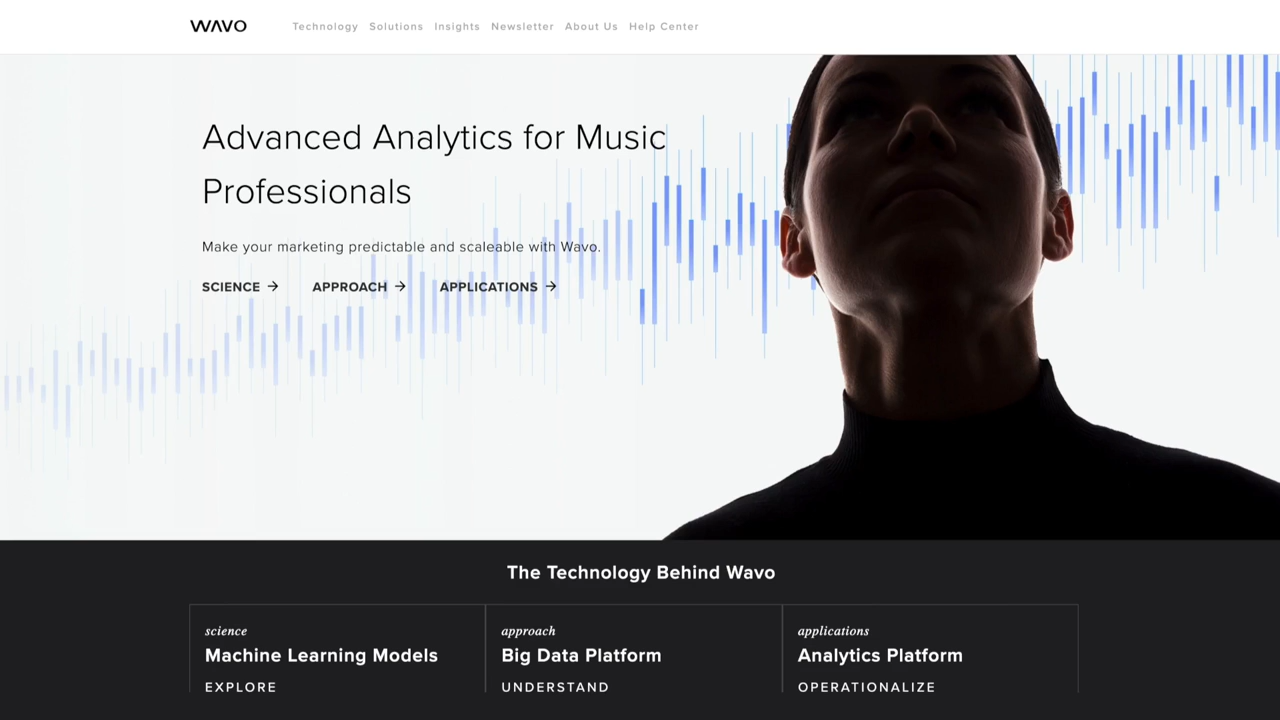 WAVO
Technology Solutions Insights Newsletter About Us Help Center
Advanced Analytics for Music
Professionals
Make your marketing predictable and scaleable with Wavo.
SCIENCE → APPROACH → APPLICATIONS →
The Technology Behind Wavo
science
Machine Learning Models
EXPLORE
approach
Big Data Platform
UNDERSTAND
applications
Analytics Platform
OPERATIONALIZE